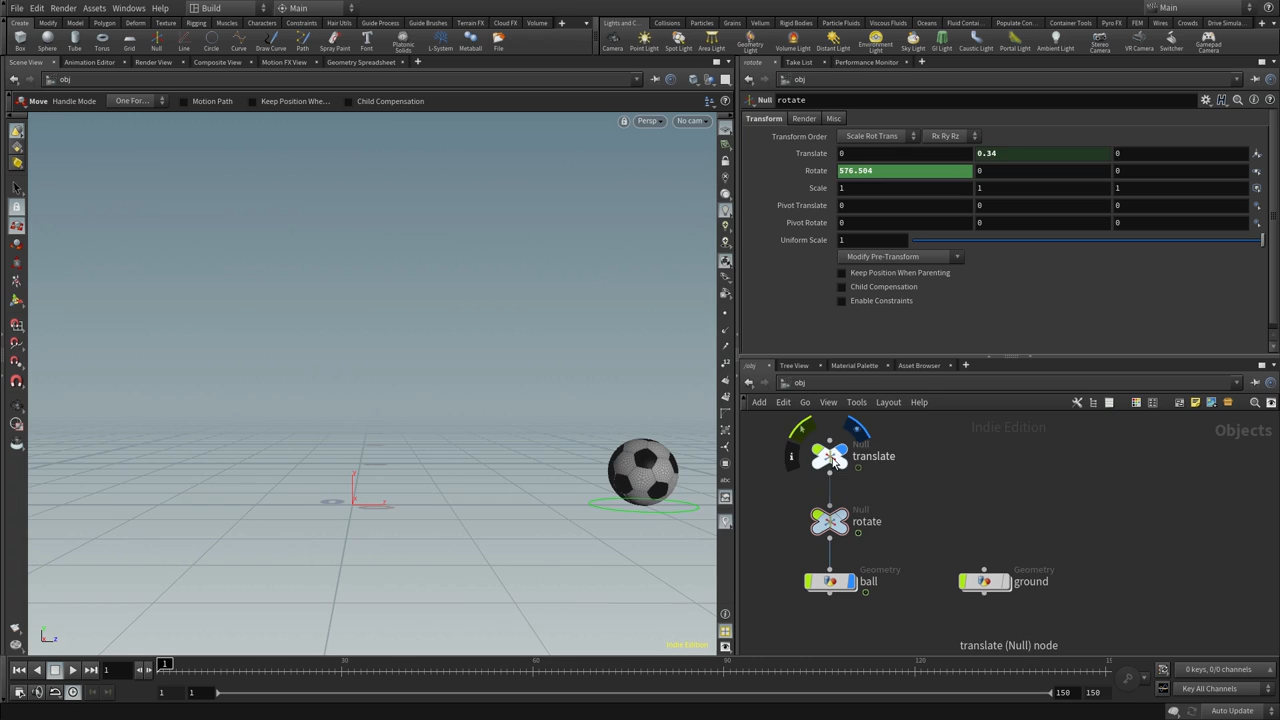 File Edit Render Assets Windows Help Build Main Main
Create Modify Model Polygon Deform Texture Rigging Muscles Characters Constraints Hair Utils Guide Process Guide Brushes Terrain FX Cloud FX Volume
Lights and C... Collisions Particles Grains Vellum Rigid Bodies Particle Fluids Viscous Fluids Oceans Fluid Contai... Populate Con... Container Tools Pyro FX FEM Wires Crowds Drive Simula...
Box Sphere Tube Torus Grid Null Line Circle Curve Draw Curve Path Spray Paint Font Platonic Solids L-System Metaball File
Camera Point Light Spot Light Area Light Geometry Light Volume Light Distant Light Environment Light Sky Light GI Light Caustic Light Portal Light Ambient Light Stereo Camera VR Camera Switcher Gamepad Camera
Scene View Animation Editor Render View Composite View Motion FX View Geometry Spreadsheet
rotate Take List Performance Monitor
obj
obj
Move Handle Mode One For... Motion Path Keep Position Whe... Child Compensation
Null rotate
Persp No cam
Transform Render Misc
Transform Order Scale Rot Trans Rx Ry Rz
Translate 0 0.34 0
Rotate 576.504 0 0
Scale 1 1 1
Pivot Translate 0 0 0
Pivot Rotate 0 0 0
Uniform Scale 1
Modify Pre-Transform
Keep Position When Parenting
Child Compensation
Enable Constraints
/obj Tree View Material Palette Asset Browser
obj
Add Edit Go View Tools Layout Help
Indie Edition
Objects
Null
translate
Null
rotate
Geometry
ball
Geometry
ground
translate (Null) node
Indie Edition
1 1 30 60 90 120
0 keys, 0/0 channels
1 1 150 150
Key All Channels
Auto Update